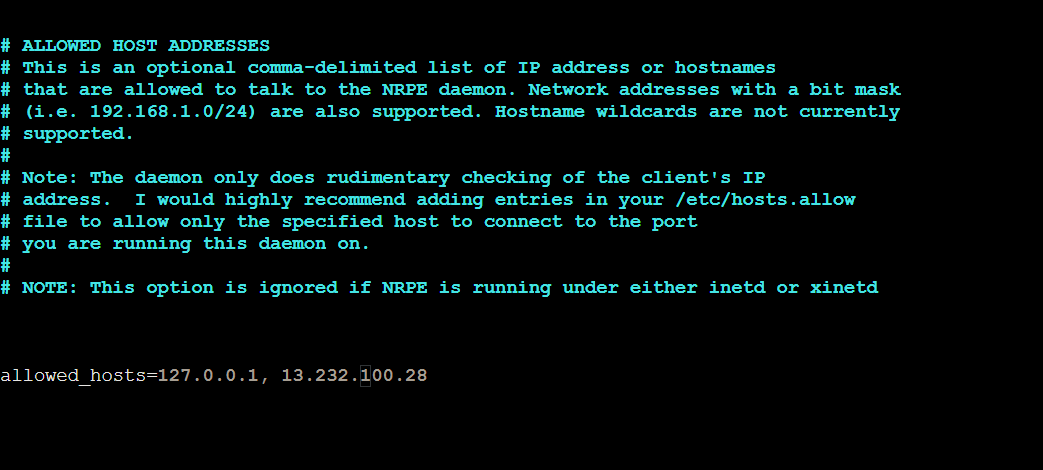 # ALLOWED HOST ADDRESSES
# This is an optional comma-delimited list of IP address or hostnames
# that are allowed to talk to the NRPE daemon. Network addresses with a bit mask
# (i.e. 192.168.1.0/24) are also supported. Hostname wildcards are not currently
# supported.
#
# Note: The daemon only does rudimentary checking of the client's IP
# address.  I would highly recommend adding entries in your /etc/hosts.allow
# file to allow only the specified host to connect to the port
# you are running this daemon on.
#
# NOTE: This option is ignored if NRPE is running under either inetd or xinetd
allowed_hosts=127.0.0.1, 13.232.100.28